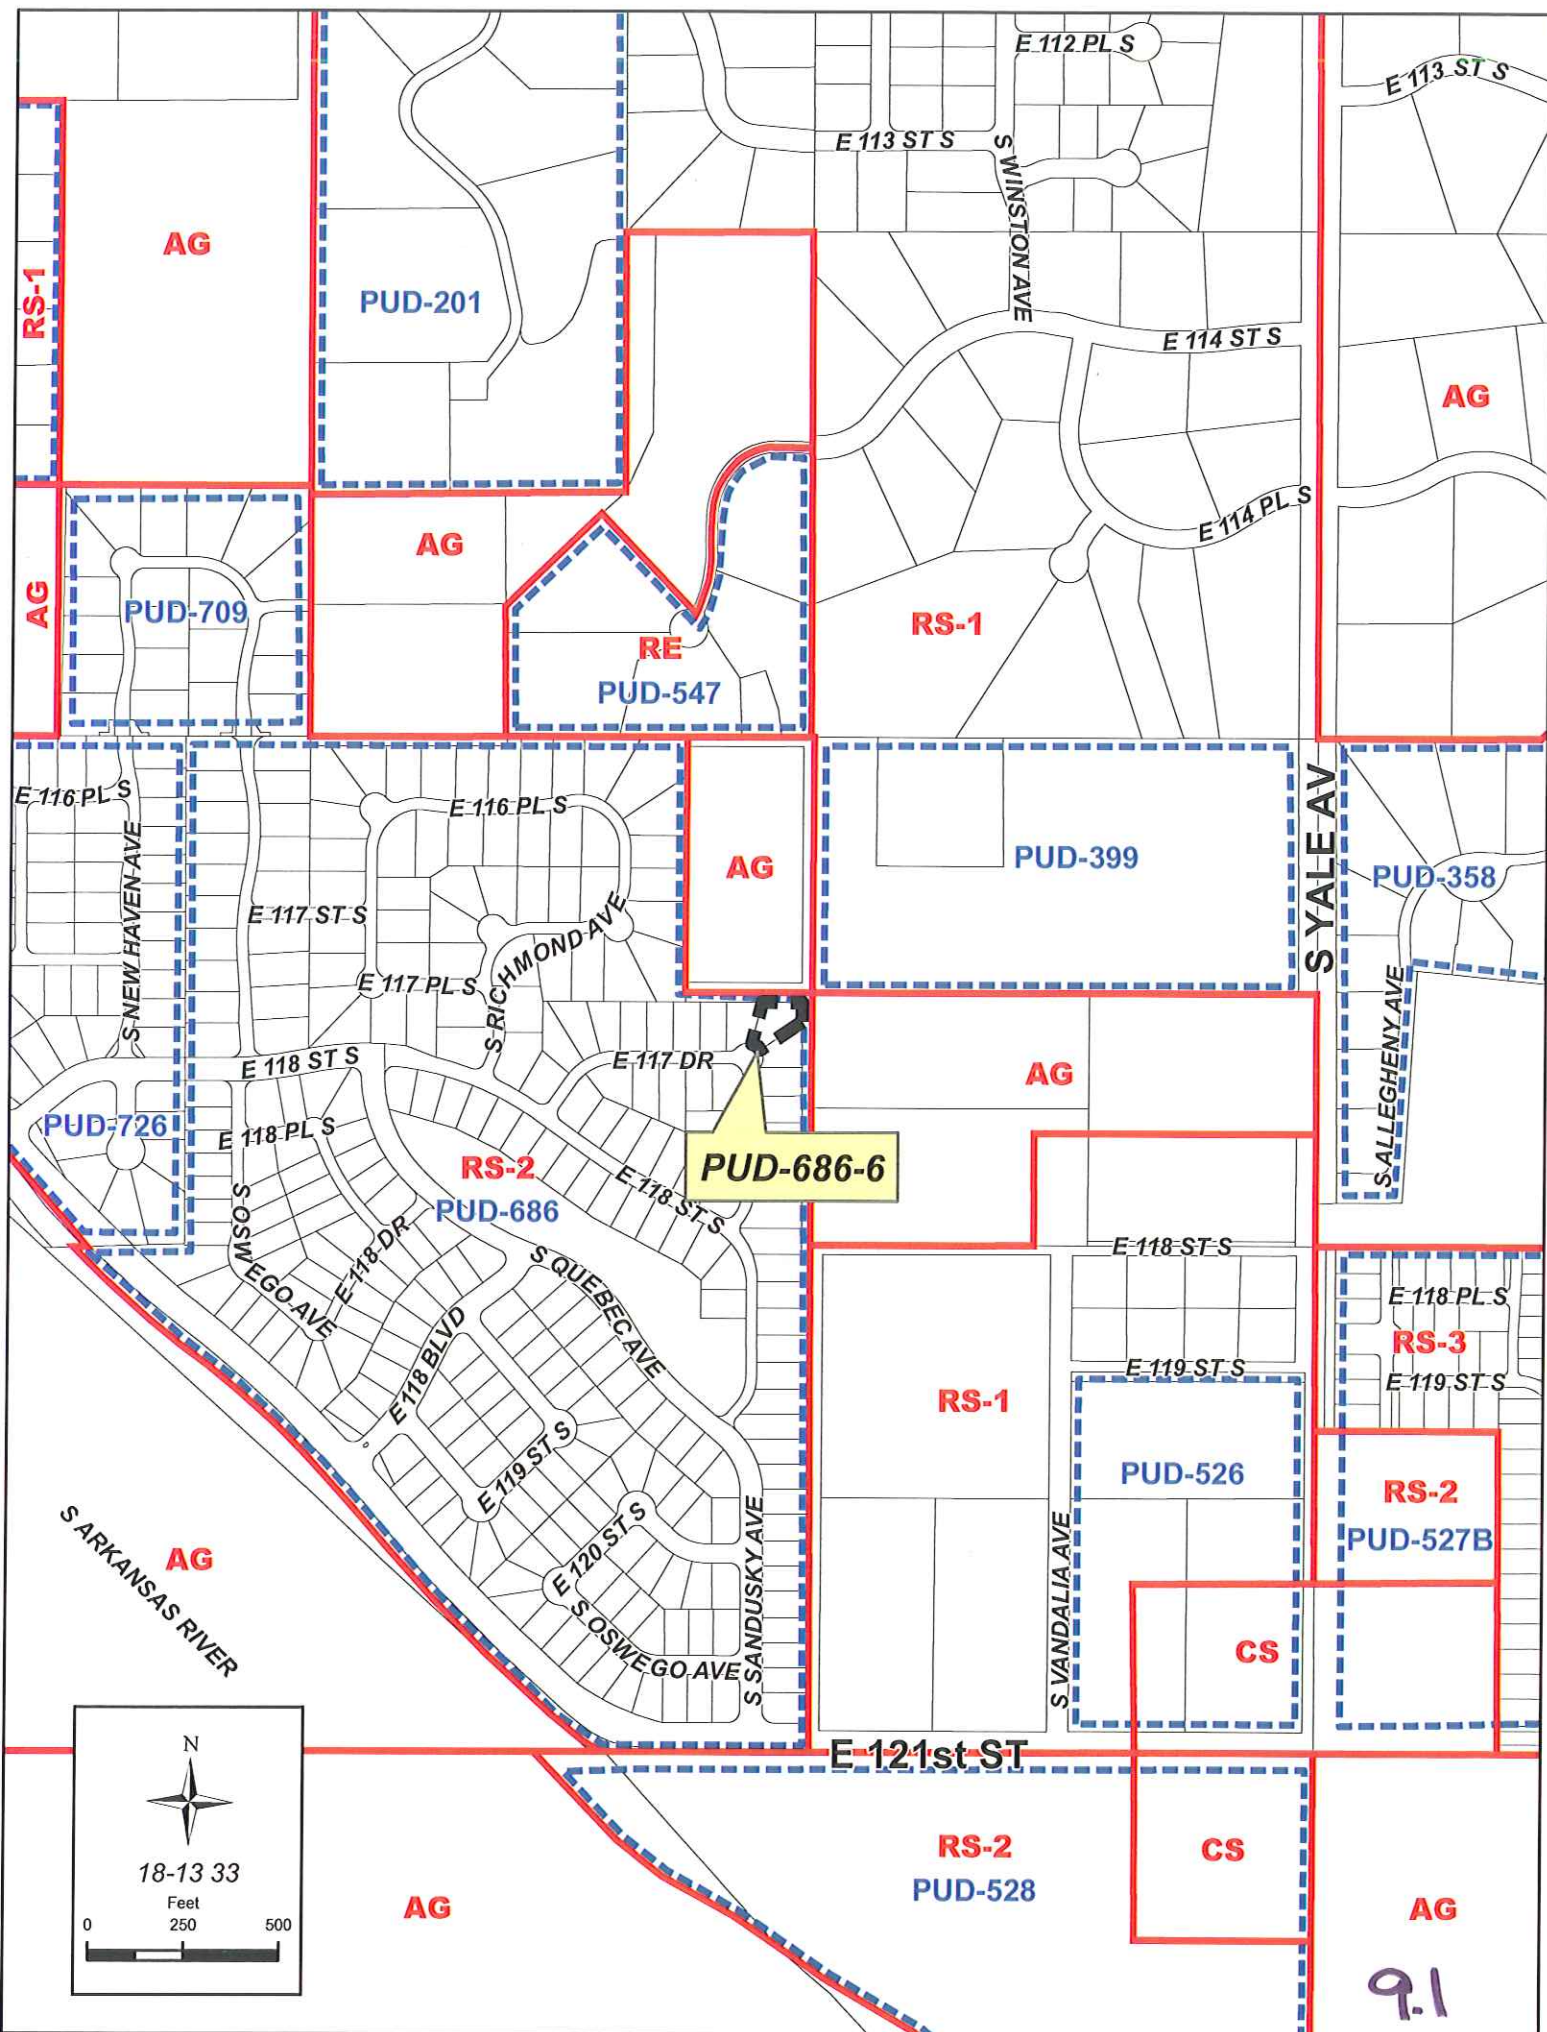 E 112 PL S
E 113 ST S
E 113 ST S
S WINSTON AVE
AG
RS-1
PUD-201
E 114 ST S
AG
E 114 PL S
AG
AG
PUD-709
RS-1
RE
PUD-547
E 116 PL S
E 116 PL S
S YALE AV
AG
PUD-399
PUD-358
S NEW HAVEN AVE
E 117 ST S
S RICHMOND AVE
E 117 PL S
E 118 ST S
E 117 DR
AG
S ALLEGHENY AVE
PUD-726
E 118 PL S
RS-2
PUD-686
PUD-686-6
E 118 ST S
OSWEGO AVE
E 118 DR
S QUEBEC AVE
E 118 ST S
E 118 PL S
RS-3
E 118 BLVD
E 119 ST S
E 119 ST S
RS-1
PUD-526
RS-2
PUD-527B
E 119 ST S
E 120 ST S
S SANDUSKY AVE
S VANDALIA AVE
S ARKANSAS RIVER
AG
S OSWEGO AVE
CS
E 121st ST
N
18-13 33
Feet
0 250 500
AG
RS-2
PUD-528
CS
AG
9.1